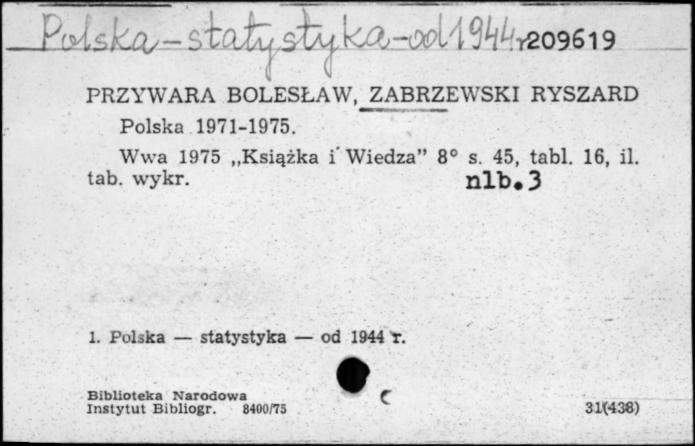 Polska – statystyka – od 1944 r. 209619
PRZYWARA BOLESŁAW, ZABRZEWSKI RYSZARD
Polska 1971-1975.
Wwa 1975 „Książka i Wiedza” 8° s. 45, tabl. 16, il.
tab. wykr. nlb. 3
1. Polska — statystyka — od 1944 r.
Biblioteka Narodowa
Instytut Bibliogr. 8400/75 31(438)